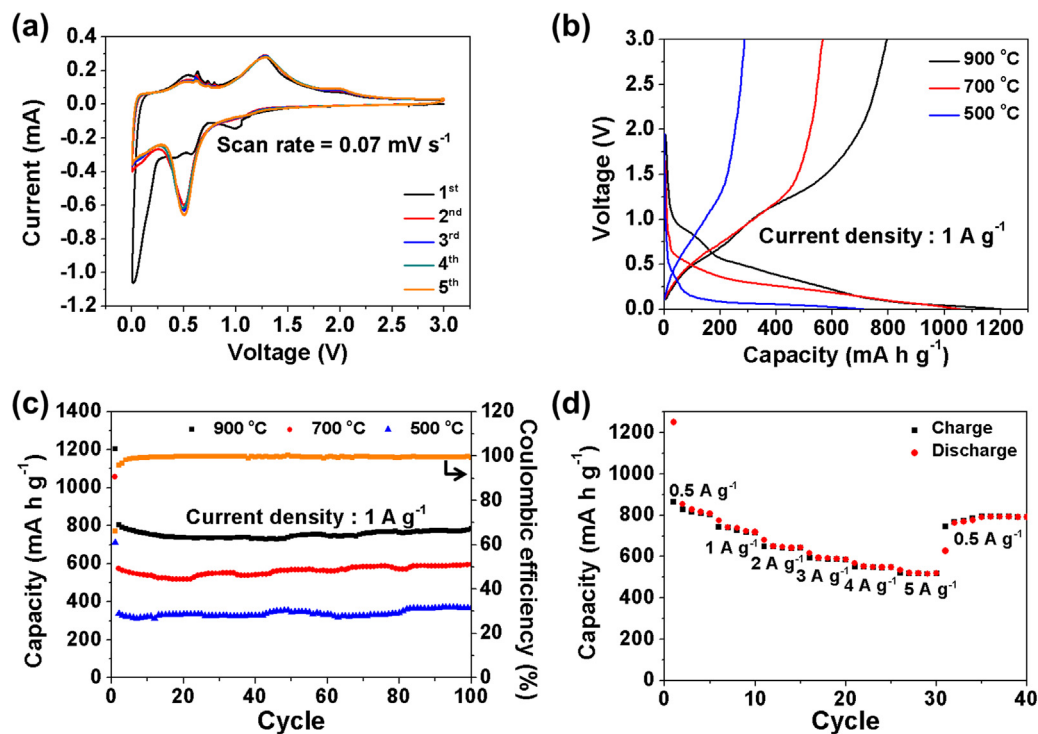 (a)
0.4
0.2
0.0
-0.2
-0.4
-0.6
-0.8
-1.0
-1.2
Current (mA)
Scan rate = 0.07 mV s⁻¹
1ˢᵗ
2ⁿᵈ
3ʳᵈ
4ᵗʰ
5ᵗʰ
0.0 0.5 1.0 1.5 2.0 2.5 3.0
Voltage (V)
(b)
3.0
2.5
2.0
1.5
1.0
0.5
0.0
Voltage (V)
900 °C
700 °C
500 °C
Current density : 1 A g⁻¹
0 200 400 600 800 1000 1200
Capacity (mA h g⁻¹)
(c)
1400
1200
1000
800
600
400
200
0
Capacity (mA h g⁻¹)
900 °C 700 °C 500 °C
Current density : 1 A g⁻¹
120
100
80
60
40
20
0
Coulombic efficiency (%)
0 20 40 60 80 100
Cycle
(d)
1200
1000
800
600
400
200
0
Capacity (mA h g⁻¹)
Charge
Discharge
0.5 A g⁻¹
1 A g⁻¹
2 A g⁻¹
3 A g⁻¹
4 A g⁻¹
5 A g⁻¹
0.5 A g⁻¹
0 10 20 30 40
Cycle